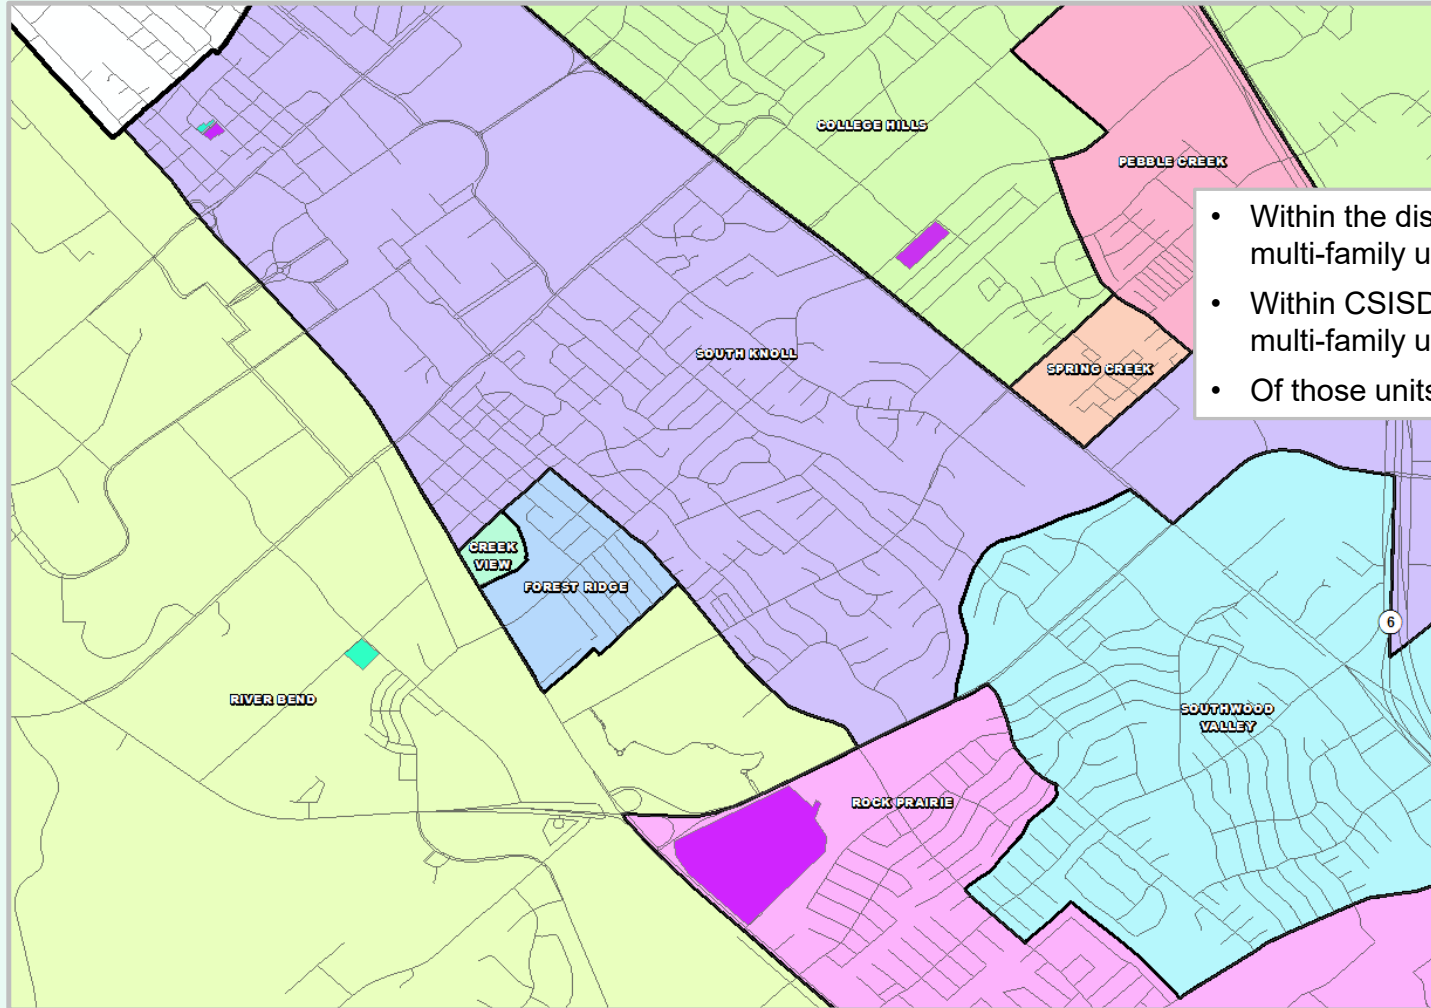 COLLEGE HILLS
PEBBLE CREEK
• Within the dis
multi-family u
• Within CSISD
multi-family u
• Of those units
SOUTH KNOLL
SPRING CREEK
CREEK
VIEW
FOREST RIDGE
6
RIVER BEND
SOUTHWOOD
VALLEY
ROCK PRAIRIE